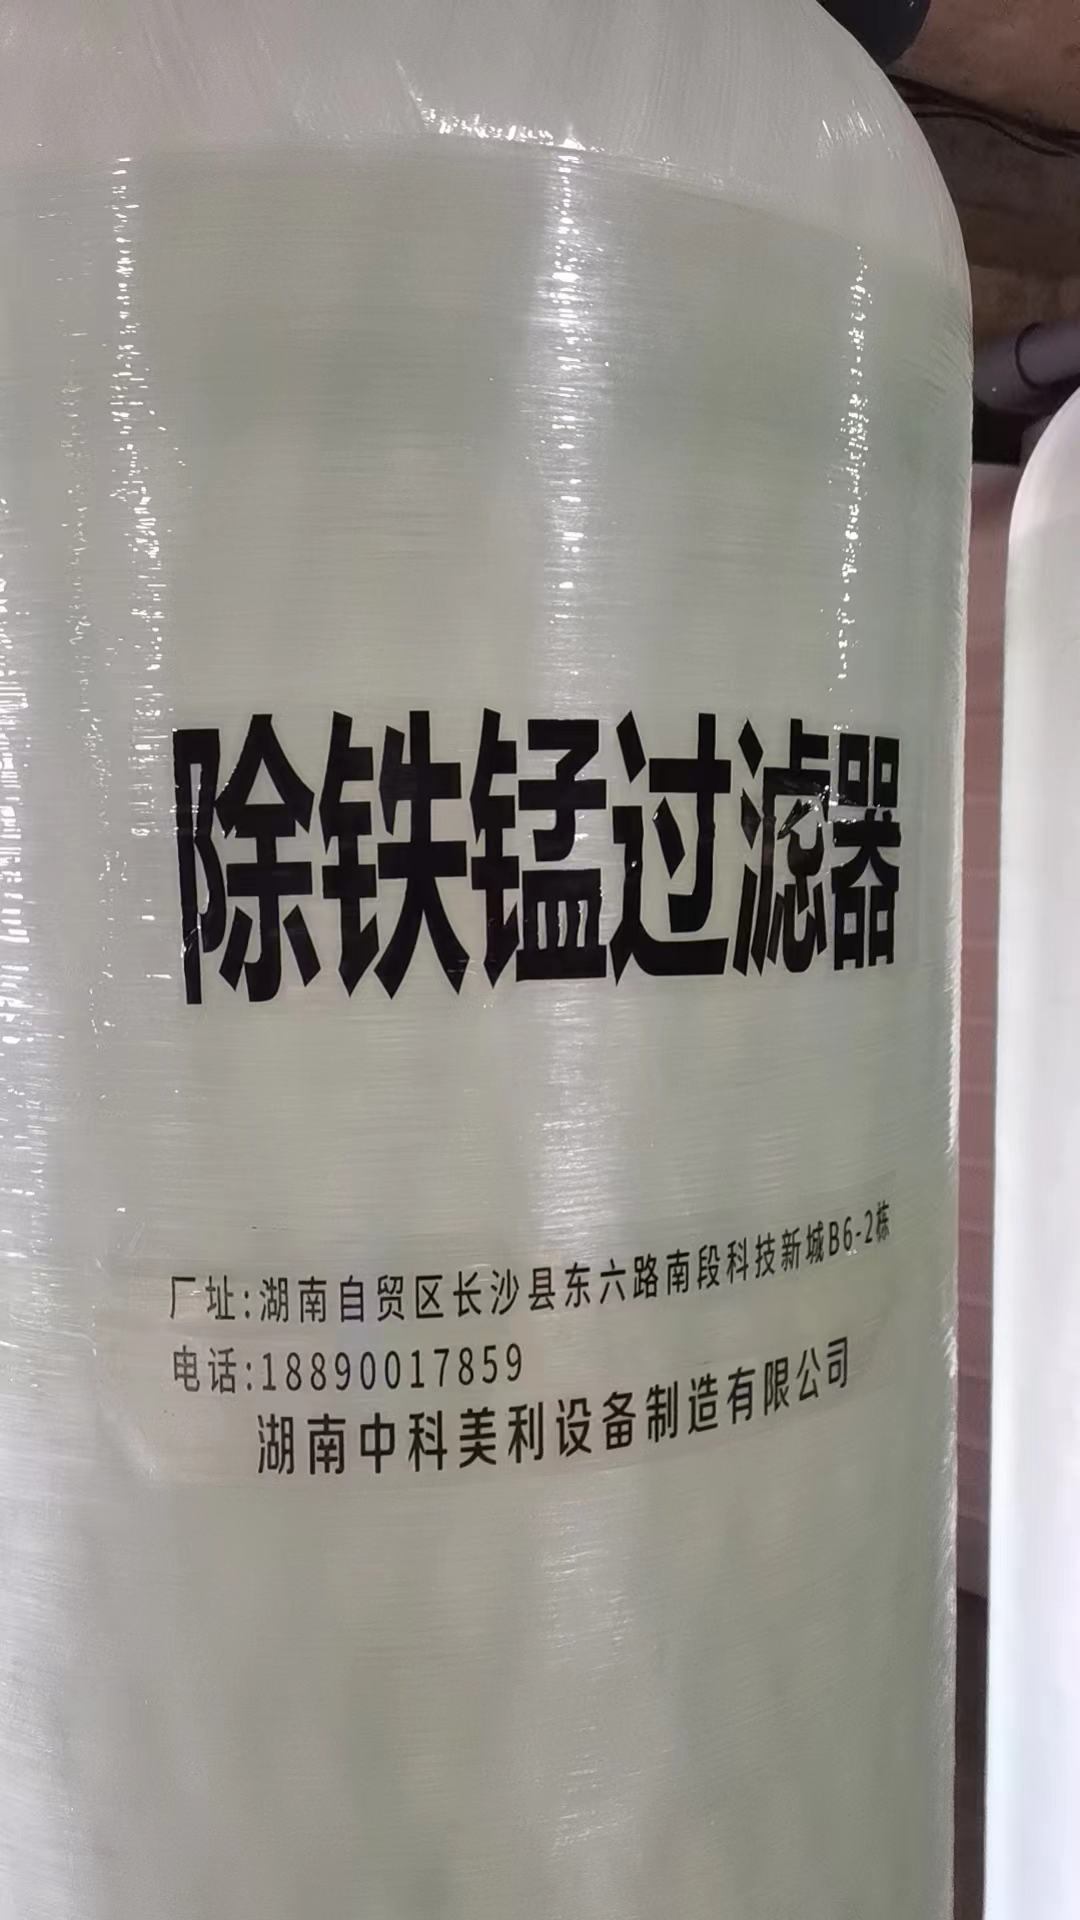 除铁锰过滤器
厂址:湖南自贸区长沙县东六路南段科技新城B6-2栋
电话:18890017859
湖南中科美利设备制造有限公司